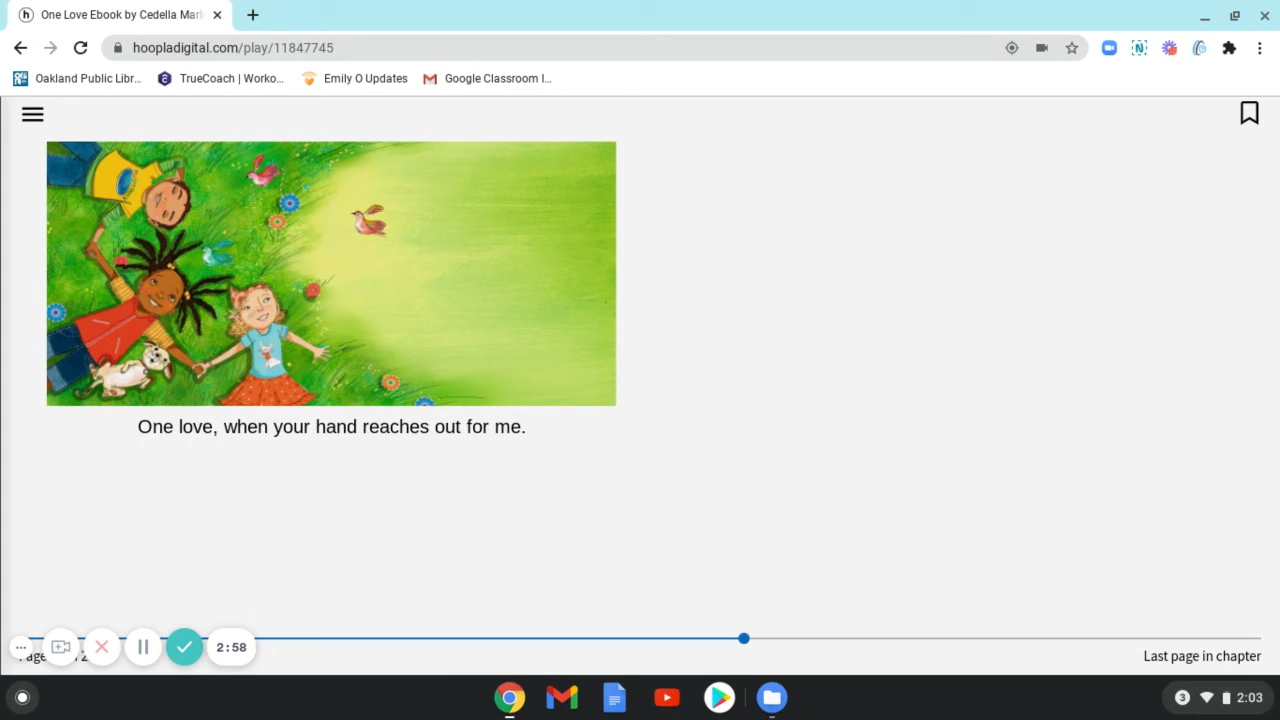 One Love Ebook by Cedella Marl
hoopladigital.com/play/11847745
Oakland Public Libr...
TrueCoach | Worko...
Emily O Updates
Google Classroom I...
One love, when your hand reaches out for me.
2:58
Last page in chapter
3
2:03